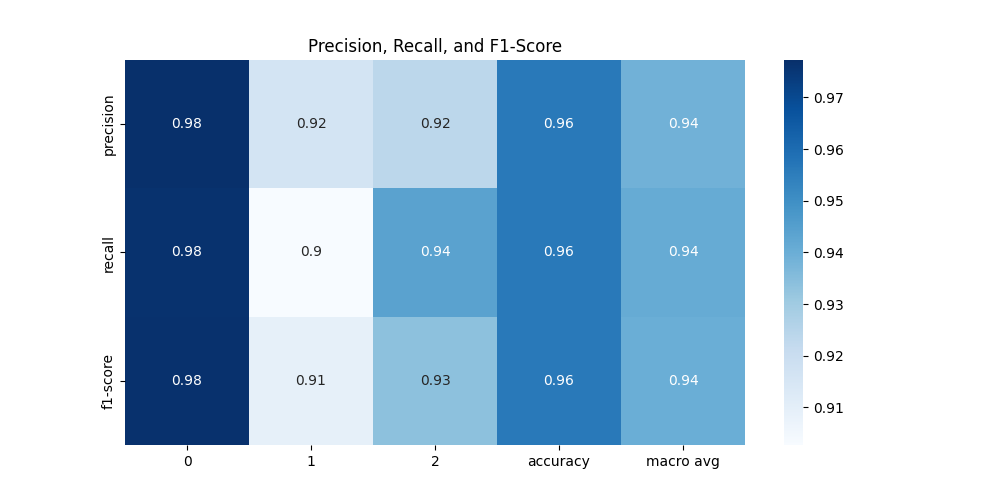 Precision, Recall, and F1-Score
precision 0.98 0.92 0.92 0.96 0.94
recall 0.98 0.9 0.94 0.96 0.94
f1-score 0.98 0.91 0.93 0.96 0.94
0 1 2 accuracy macro avg
0.97
0.96
0.95
0.94
0.93
0.92
0.91